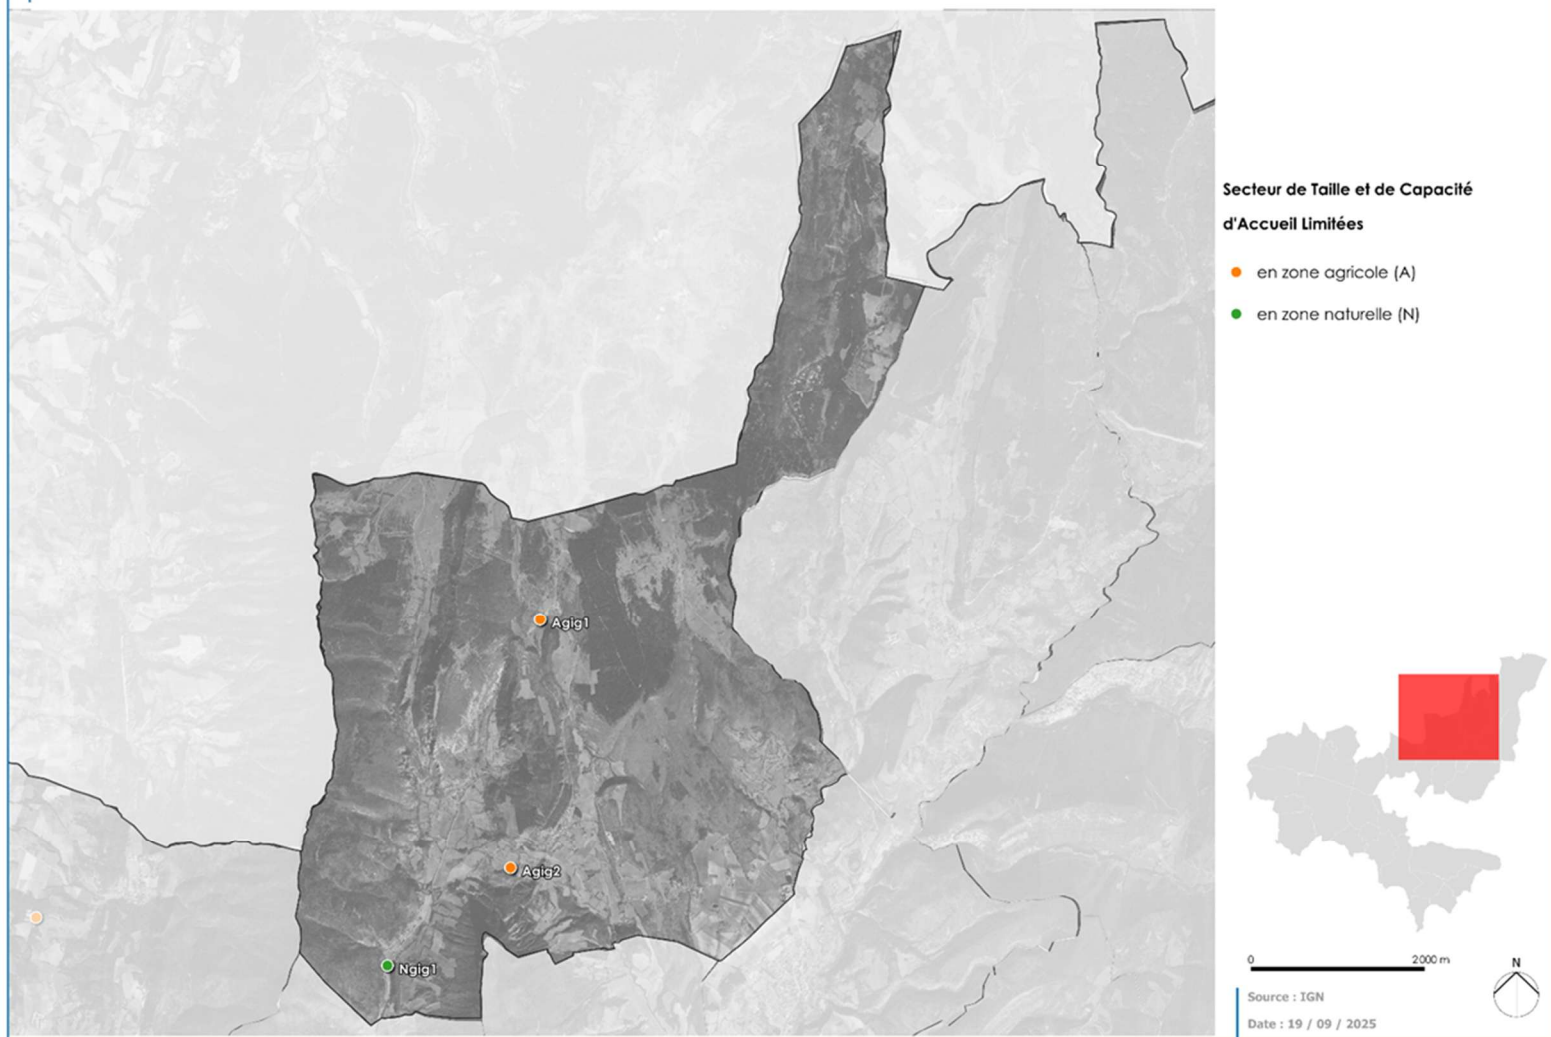 Secteur de Taille et de Capacité
d'Accueil Limitées
en zone agricole (A)
en zone naturelle (N)
Agig1
Agig2
Ngig1
0 2000 m
N
Source : IGN
Date : 19 / 09 / 2025